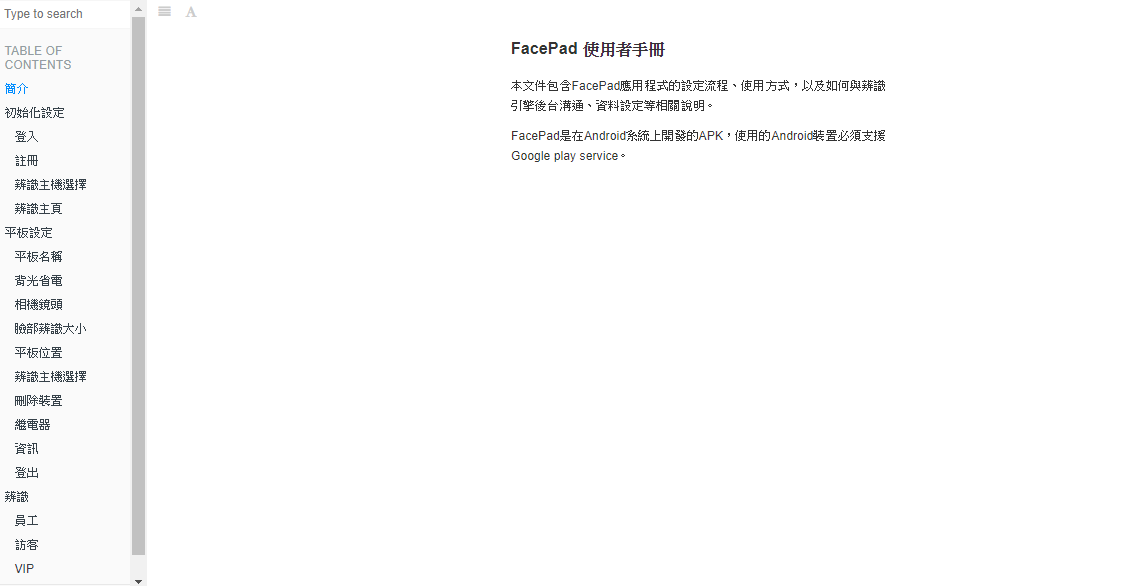 Type to search
A
TABLE OF
CONTENTS
簡介
初始化設定
登入
註冊
辨識主機選擇
辨識主頁
平板設定
平板名稱
背光省電
相機鏡頭
臉部辨識大小
平板位置
辨識主機選擇
刪除裝置
繼電器
資訊
登出
辨識
員工
訪客
VIP
FacePad 使用者手冊
本文件包含FacePad應用程式的設定流程、使用方式，以及如何與辨識
引擎後台溝通、資料設定等相關說明。
FacePad是在Android系統上開發的APK，使用的Android裝置必須支援
Google play service。